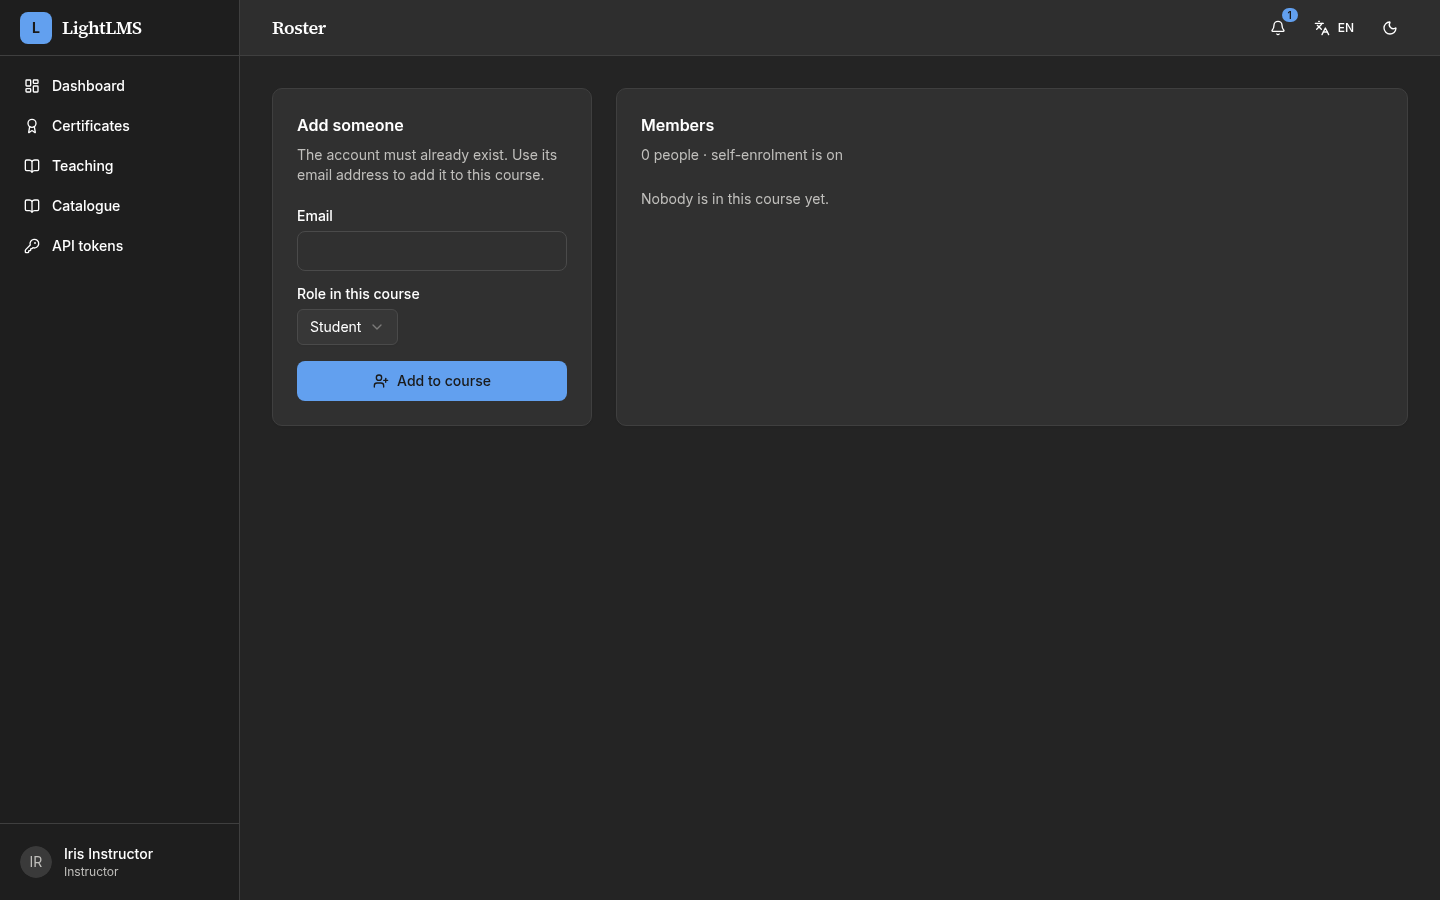 L
LightLMS
Roster
1
EN
Dashboard
Certificates
Teaching
Catalogue
API tokens
Add someone
The account must already exist. Use its
email address to add it to this course.
Email
Role in this course
Student
Add to course
Members
0 people · self-enrolment is on
Nobody is in this course yet.
IR
Iris Instructor
Instructor